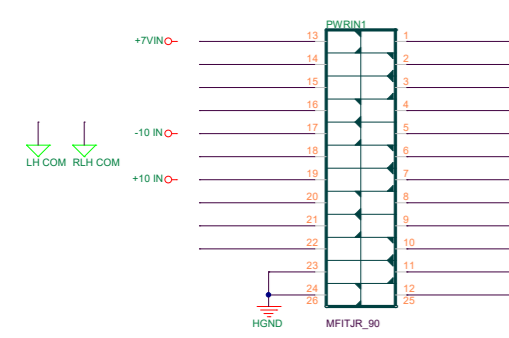 PWRIN1
+7VIN 13 1
14 2
15 3
16 4
-10 IN 17 5
LH COM RLH COM 18 6
+10 IN 19 7
20 8
21 9
22 10
23 11
24 12
26 25
HGND MFITJR_90